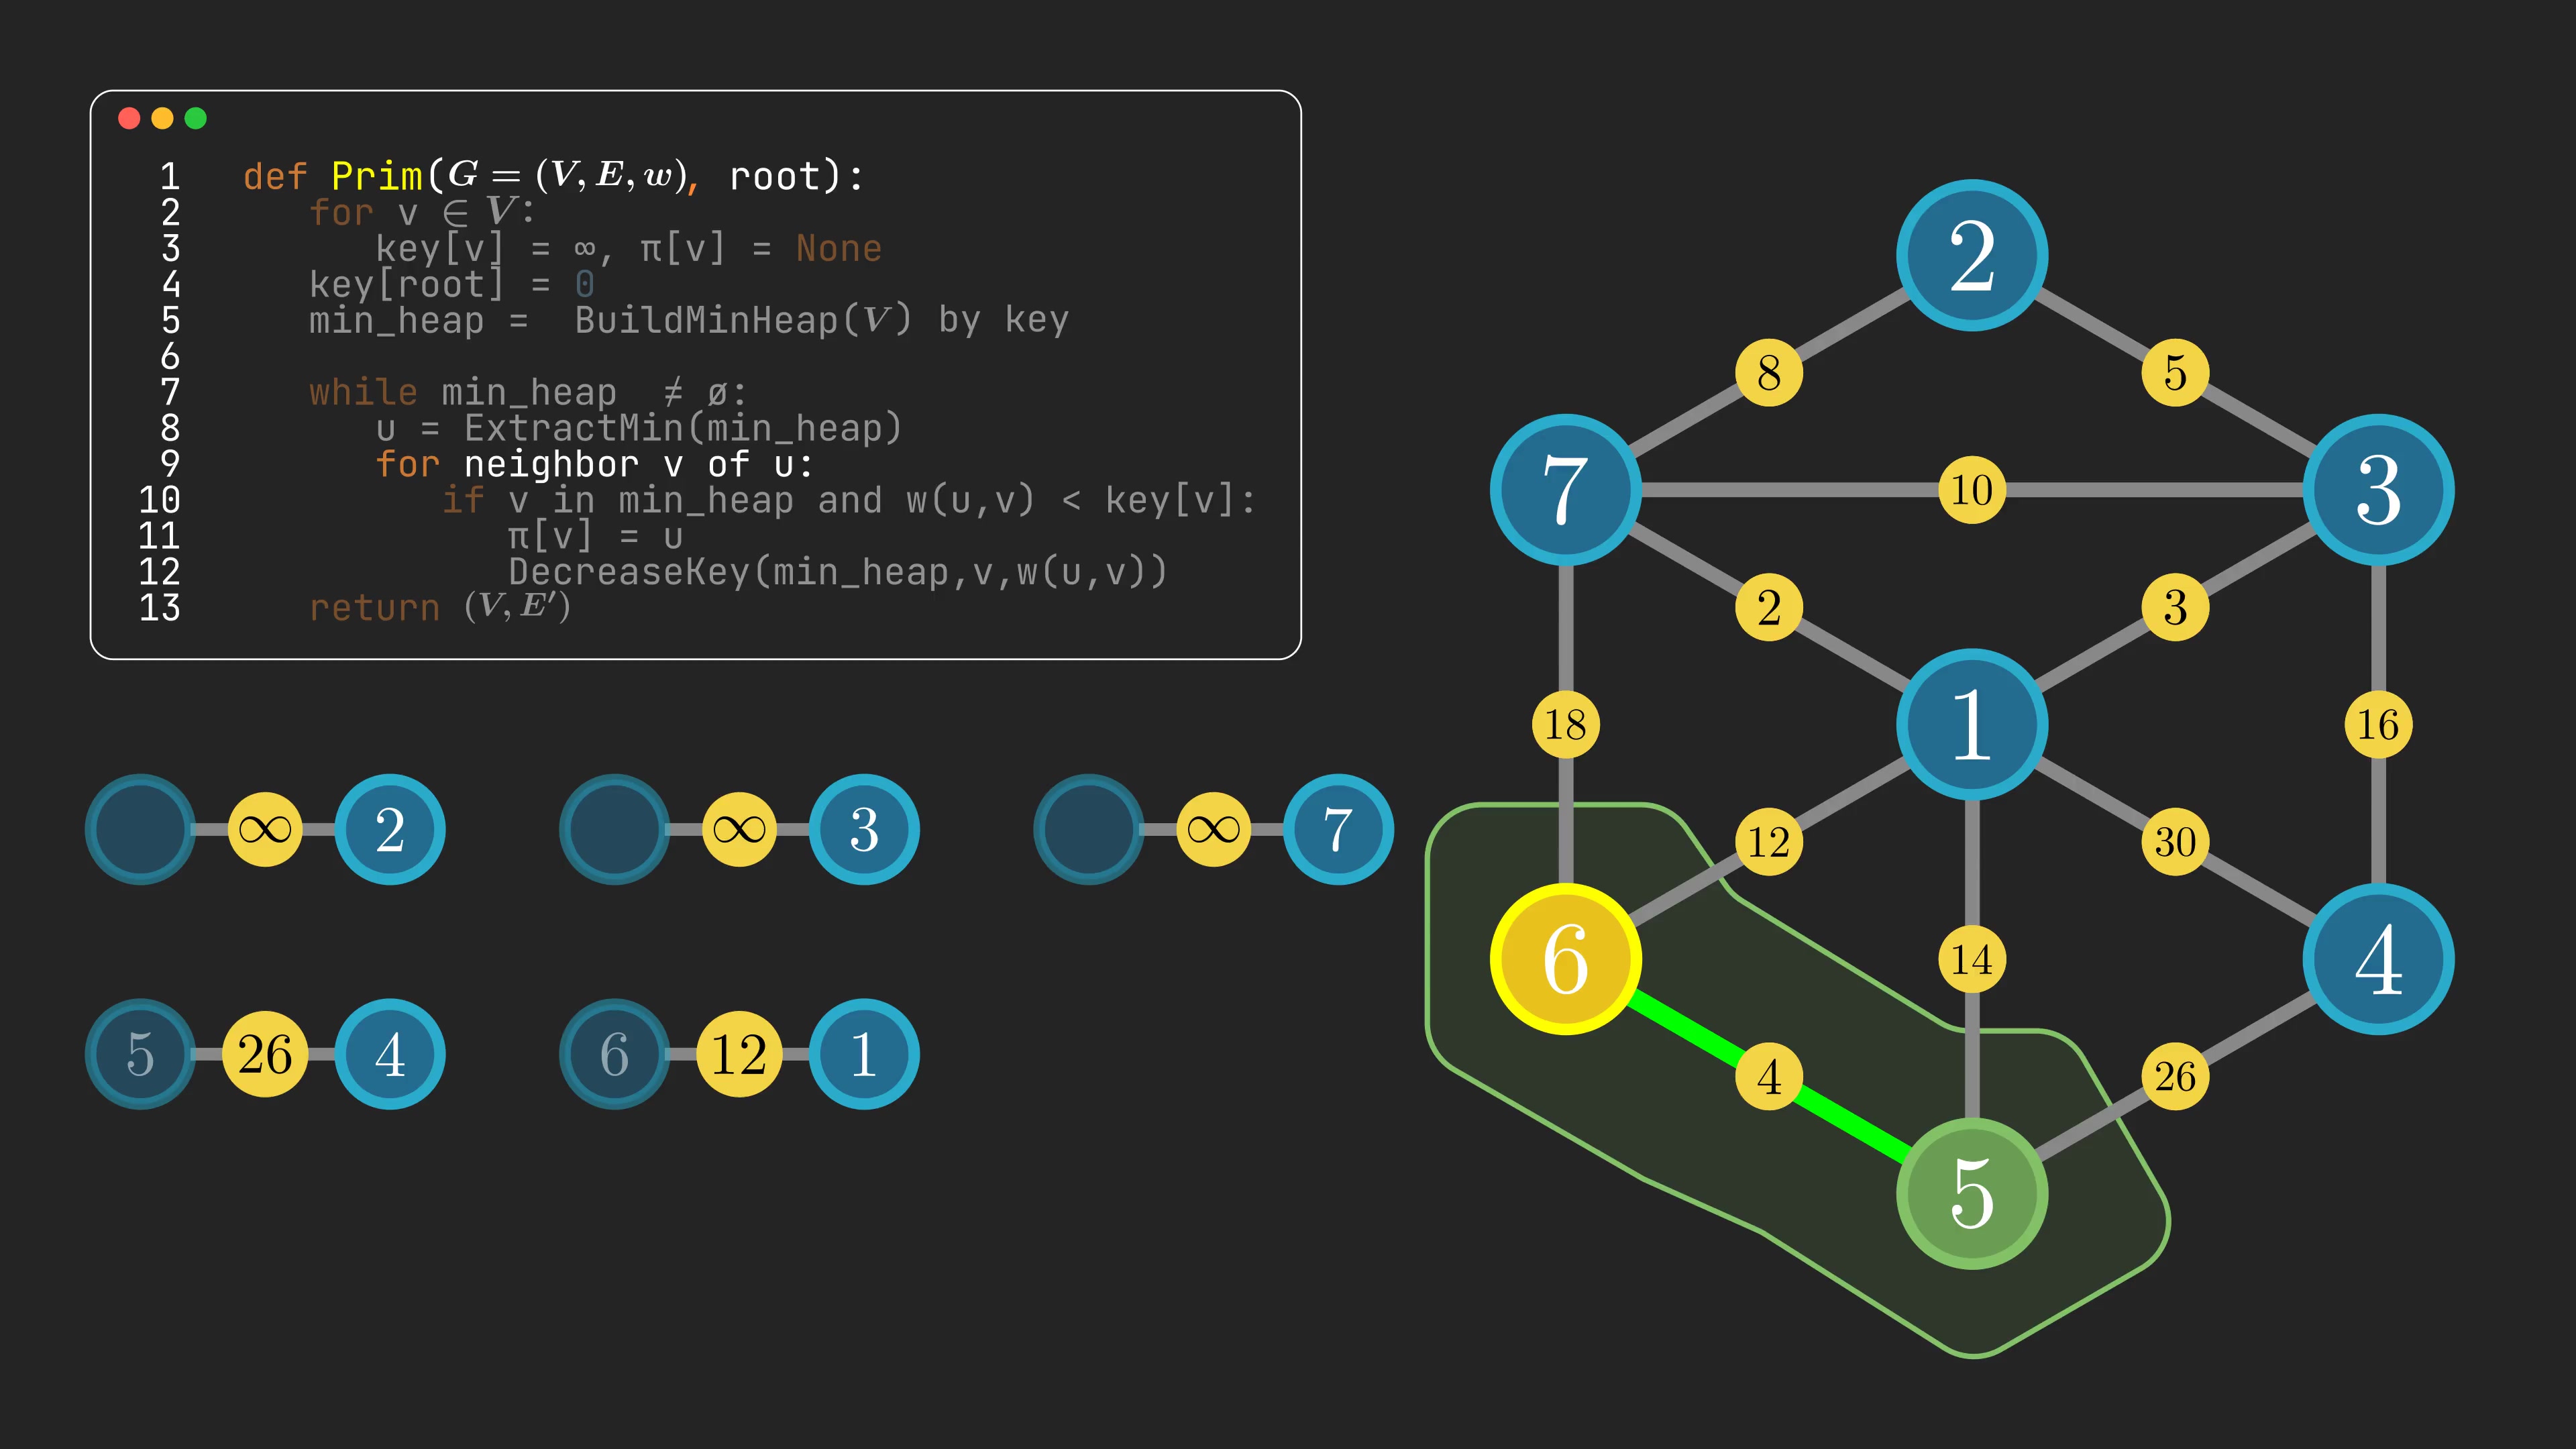 1 def Prim(G = (V, E, w), root):
2 for v ∈ V:
3 key[v] = ∞, π[v] = None
4 key[root] = 0
5 min_heap = BuildMinHeap(V) by key
6
7 while min_heap ≠ ø:
8 u = ExtractMin(min_heap)
9 for neighbor v of u:
10 if v in min_heap and w(u,v) < key[v]:
11 π[v] = u
12 DecreaseKey(min_heap,v,w(u,v))
13 return (V, E′)
∞ 2
∞ 3
∞ 7
5 26 4
6 12 1
2
8 5
7 10 3
2 3
18 1 16
12 30
6 14 4
4 26
5